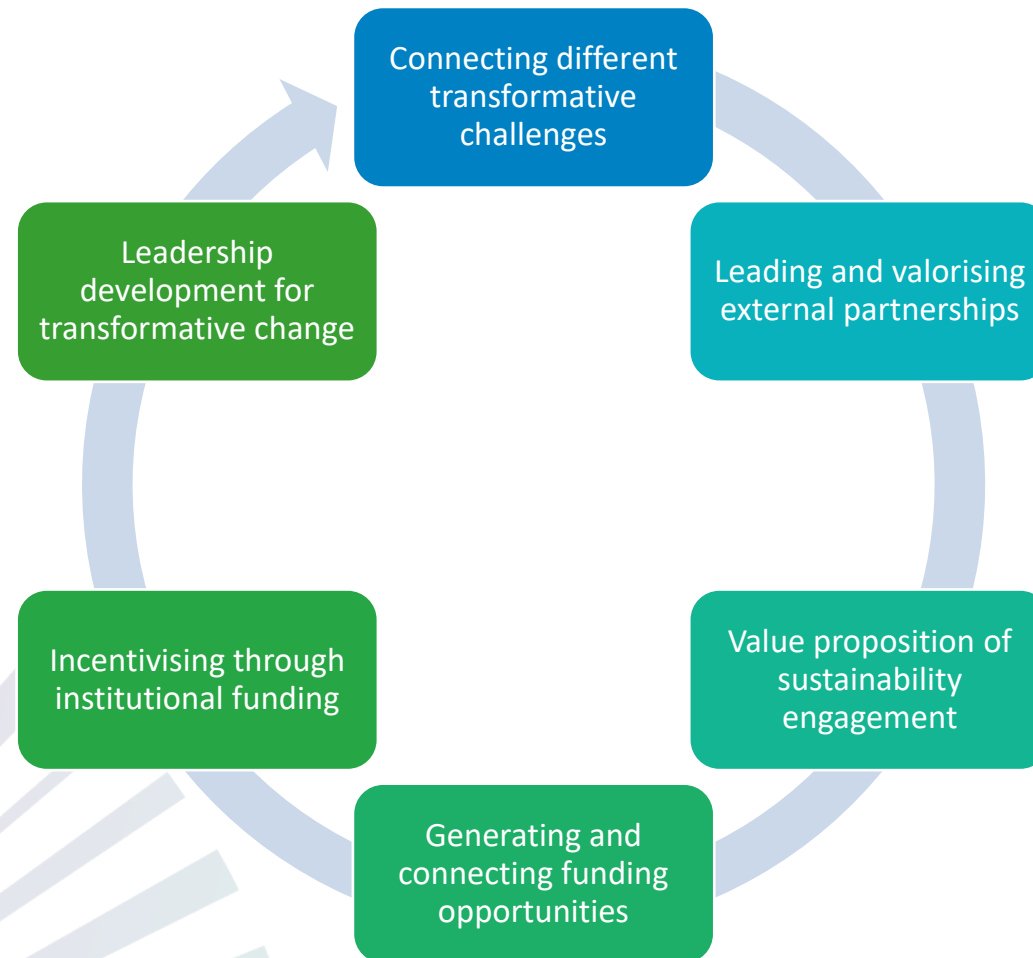 Connecting different
transformative
challenges
Leading and valorising
external partnerships
Value proposition of
sustainability
engagement
Generating and
connecting funding
opportunities
Incentivising through
institutional funding
Leadership
development for
transformative change